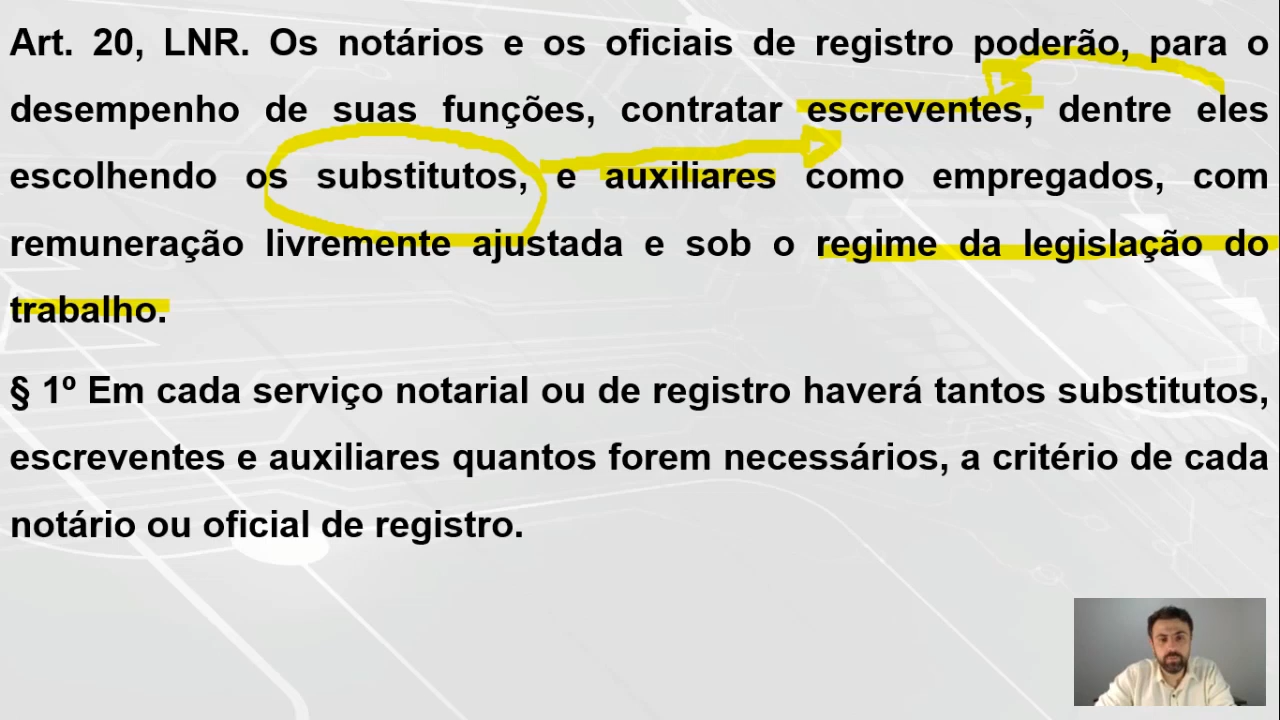 Art. 20, LNR. Os notários e os oficiais de registro poderão, para o
desempenho de suas funções, contratar escreventes, dentre eles
escolhendo os substitutos, e auxiliares como empregados, com
remuneração livremente ajustada e sob o regime da legislação do
trabalho.
§ 1º Em cada serviço notarial ou de registro haverá tantos substitutos,
escreventes e auxiliares quantos forem necessários, a critério de cada
notário ou oficial de registro.